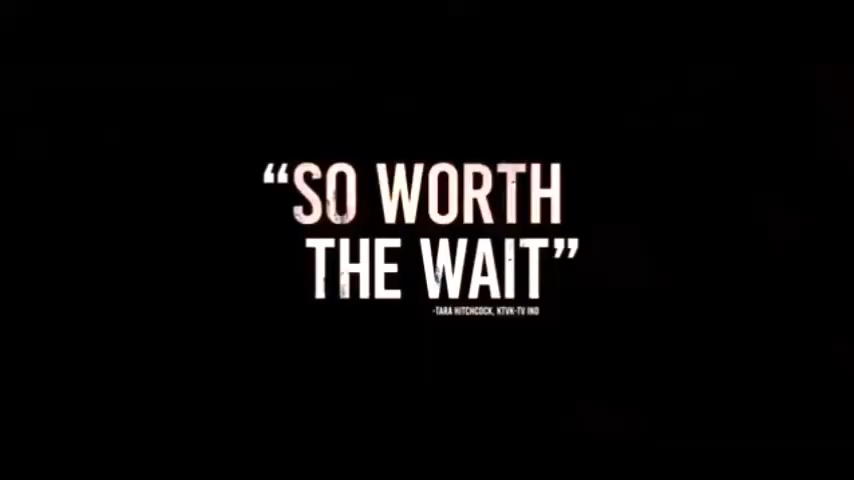 “SO WORTH
THE WAIT”
-TARA HITCHCOCK, KTVK-TV IND